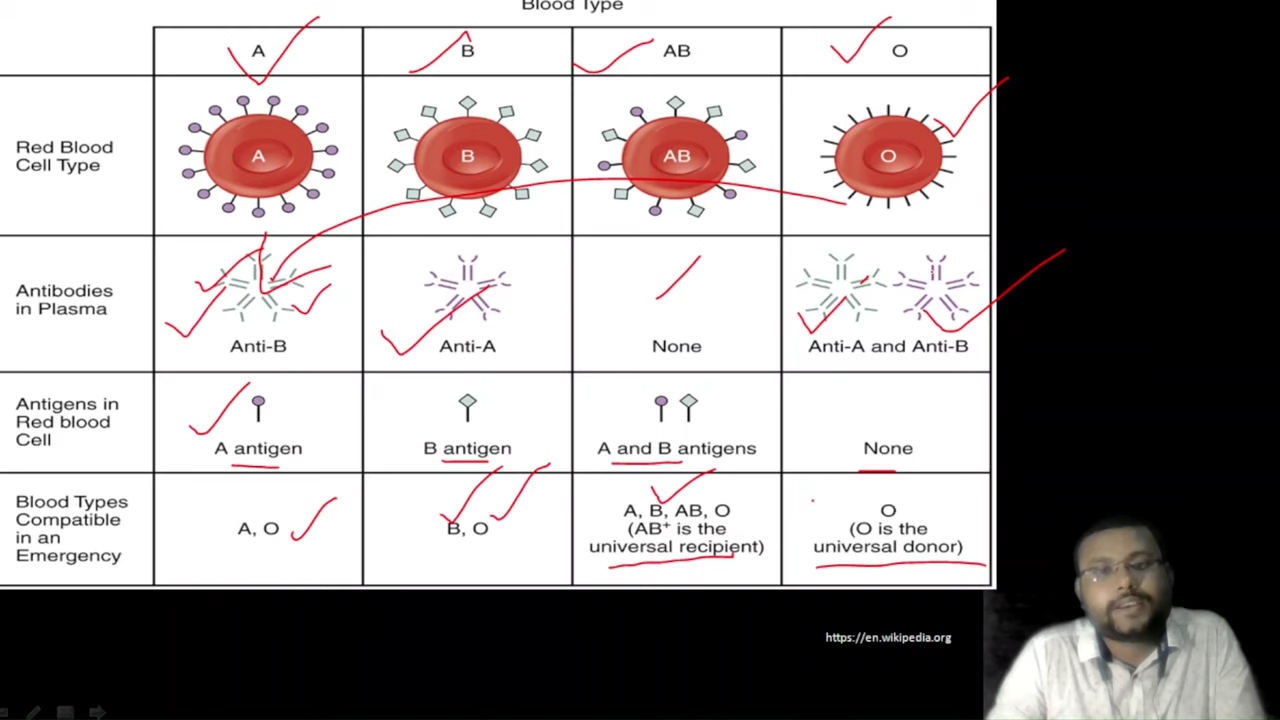 Blood Type
A
B
AB
O
Red Blood
Cell Type
A
B
AB
O
Antibodies
in Plasma
Anti-B
Anti-A
None
Anti-A and Anti-B
Antigens in
Red blood
Cell
A antigen
B antigen
A and B antigens
None
Blood Types
Compatible
in an
Emergency
A, O
B, O
A, B, AB, O
(AB⁺ is the
universal recipient)
O
(O is the
universal donor)
https://en.wikipedia.org